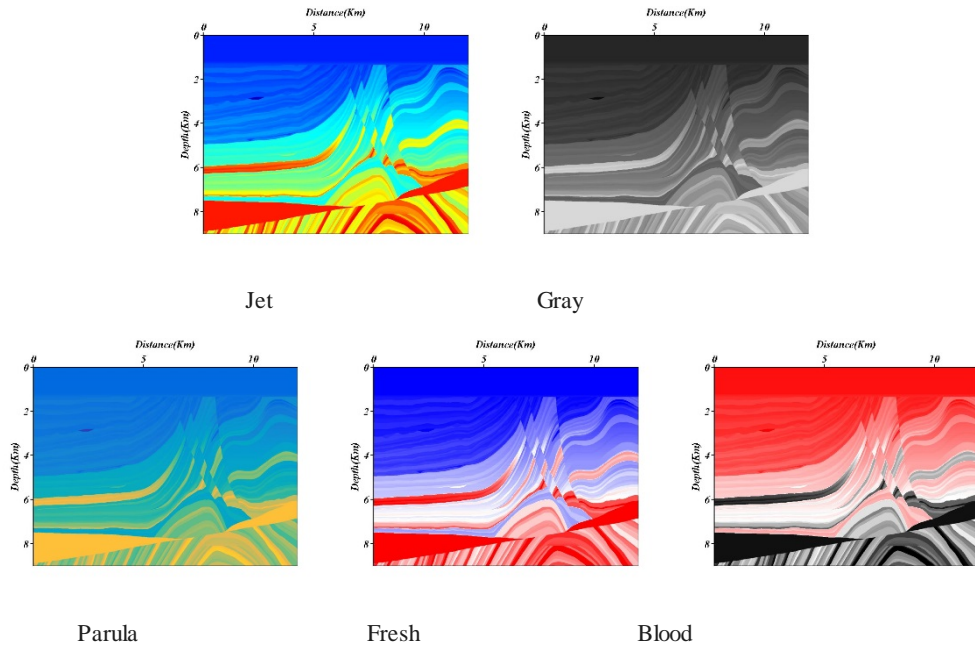 Distance(Km) Distance(Km)
0 5 10 0 5 10
Depth(Km) 0 2 4 6 8 Depth(Km) 0 2 4 6 8
Jet Gray
Distance(Km) Distance(Km) Distance(Km)
0 5 10 0 5 10 5 10
Depth(Km) 0 2 4 6 8 Depth(Km) 0 2 4 6 8 Depth(Km) 0 2 4 6 8
Parula Fresh Blood